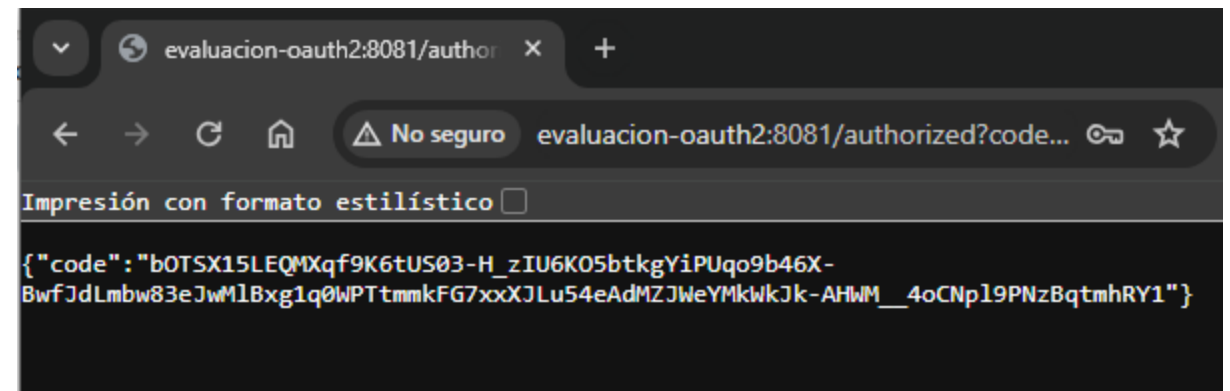 evaluacion-oauth2:8081/author
No seguro
evaluacion-oauth2:8081/authorized?code...
Impresión con formato estilístico
{"code":"bOTSX15LEQMXqf9K6tUS03-H_zIU6KO5btkgYiPUqo9b46X-
BwfJdLmbw83eJwMlBxg1q0WPTtmmkFG7xxXJLu54eAdMZJWeYMkWkJk-AHWM__4oCNpl9PNzBqtmhRY1"}